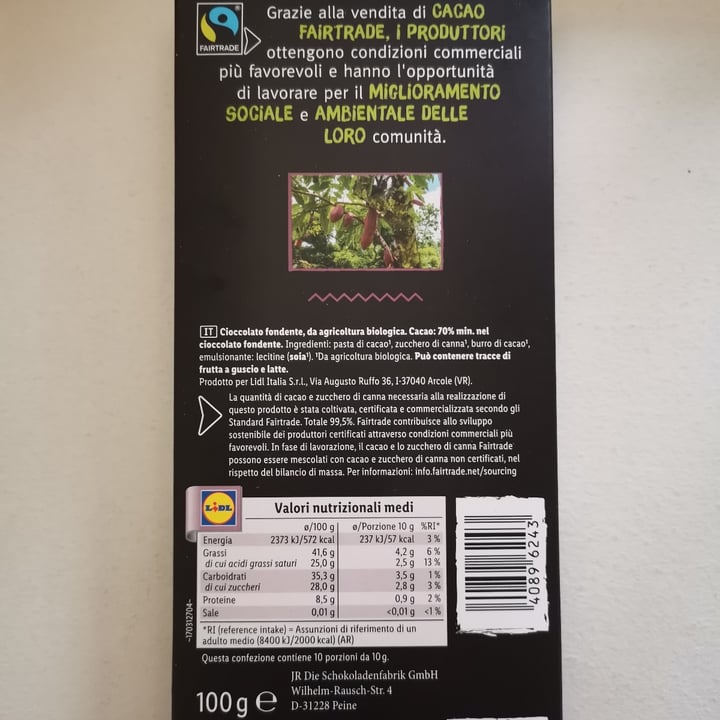 FAIRTRADE
Grazie alla vendita di CACAO
FAIRTRADE, i PRODUTTORI
ottengono condizioni commerciali
più favorevoli e hanno l'opportunità
di lavorare per il MIGLIORAMENTO
SOCIALE e AMBIENTALE DELLE
LORO comunità.
IT Cioccolato fondente, da agricoltura biologica. Cacao: 70% min. nel
cioccolato fondente. Ingredienti: pasta di cacao¹, zucchero di canna¹, burro di cacao¹,
emulsionante: lecitine (soia¹). ¹Da agricoltura biologica. Può contenere tracce di
frutta a guscio e latte.
Prodotto per Lidl Italia S.r.l., Via Augusto Ruffo 36, I-37040 Arcole (VR).
La quantità di cacao e zucchero di canna necessaria alla realizzazione di
questo prodotto è stata coltivata, certificata e commercializzata secondo gli
Standard Fairtrade. Totale 99,5%. Fairtrade contribuisce allo sviluppo
sostenibile dei produttori certificati attraverso condizioni commerciali più
favorevoli. In fase di lavorazione, il cacao e lo zucchero di canna Fairtrade
possono essere mescolati con cacao e zucchero di canna non certificati, nel
rispetto del bilancio di massa. Per informazioni: info.fairtrade.net/sourcing
LIDL
Valori nutrizionali medi
ø/100 g ø/Porzione 10 g %RI*
Energia 2373 kJ/572 kcal 237 kJ/57 kcal 3 %
Grassi 41,6 g 4,2 g 6 %
di cui acidi grassi saturi 25,0 g 2,5 g 13 %
Carboidrati 35,3 g 3,5 g 1 %
di cui zuccheri 28,0 g 2,8 g 3 %
Proteine 8,5 g 0,9 g 2 %
Sale 0,01 g <0,01 g <1 %
*RI (reference intake) = Assunzioni di riferimento di un
adulto medio (8400 kJ/2000 kcal) (AR)
-170312704-
4089 6243
Questa confezione contiene 10 porzioni da 10 g.
100 g e
JR Die Schokoladenfabrik GmbH
Wilhelm-Rausch-Str. 4
D-31228 Peine